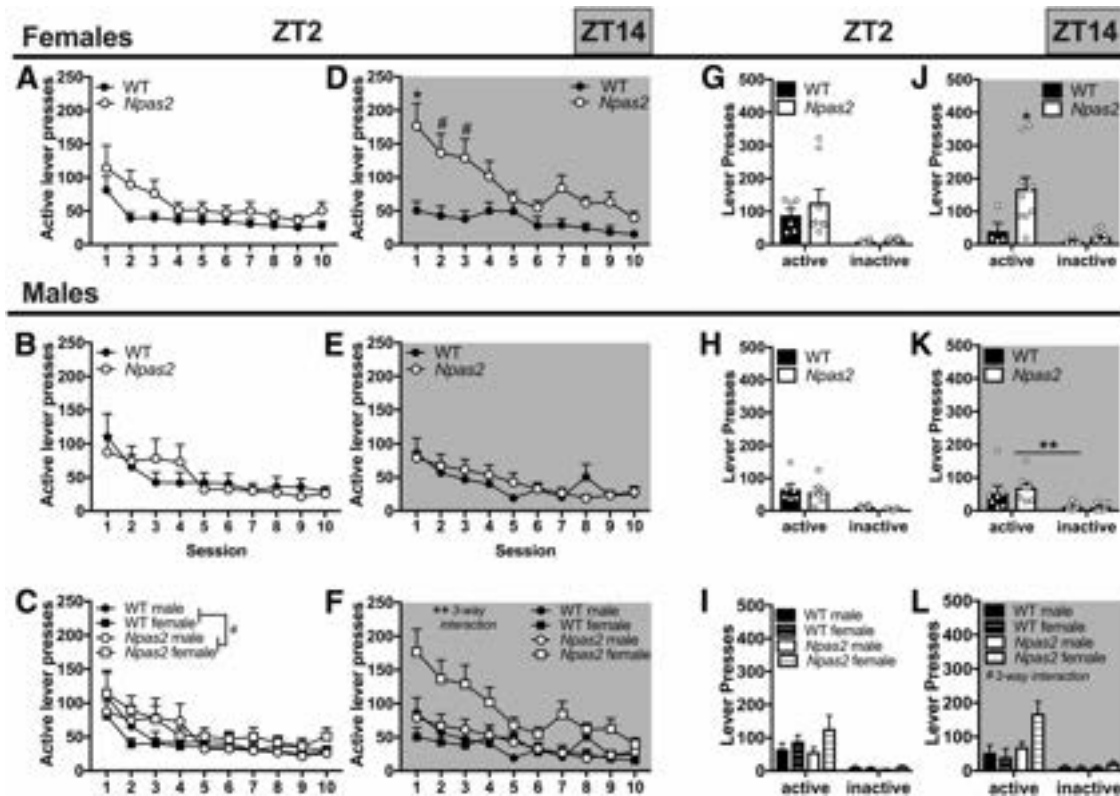 Females ZT2 ZT14 ZT2 ZT14
A
250
200
150
100
50
0
Active lever presses
WT
Npas2
1 2 3 4 5 6 7 8 9 10
D
250
200
150
100
50
0
Active lever presses
WT
Npas2
*
# #
1 2 3 4 5 6 7 8 9 10
G
500
400
300
200
100
0
Lever Presses
WT
Npas2
active inactive
J
500
400
300
200
100
0
Lever Presses
WT
Npas2
*
active inactive
Males
B
250
200
150
100
50
0
Active lever presses
WT
Npas2
1 2 3 4 5 6 7 8 9 10
Session
E
250
200
150
100
50
0
Active lever presses
WT
Npas2
1 2 3 4 5 6 7 8 9 10
H
500
400
300
200
100
0
Lever Presses
WT
Npas2
active inactive
K
500
400
300
200
100
0
Lever Presses
WT
Npas2
**
active inactive
C
250
200
150
100
50
0
Active lever presses
WT male
WT female
Npas2 male
Npas2 female
#
1 2 3 4 5 6 7 8 9 10
F
250
200
150
100
50
0
Active lever presses
** 3-way
interaction
WT male
WT female
Npas2 male
Npas2 female
1 2 3 4 5 6 7 8 9 10
I
500
400
300
200
100
0
Lever Presses
WT male
WT female
Npas2 male
Npas2 female
active inactive
L
500
400
300
200
100
0
Lever Presses
WT male
WT female
Npas2 male
Npas2 female
-way interaction
active inactive